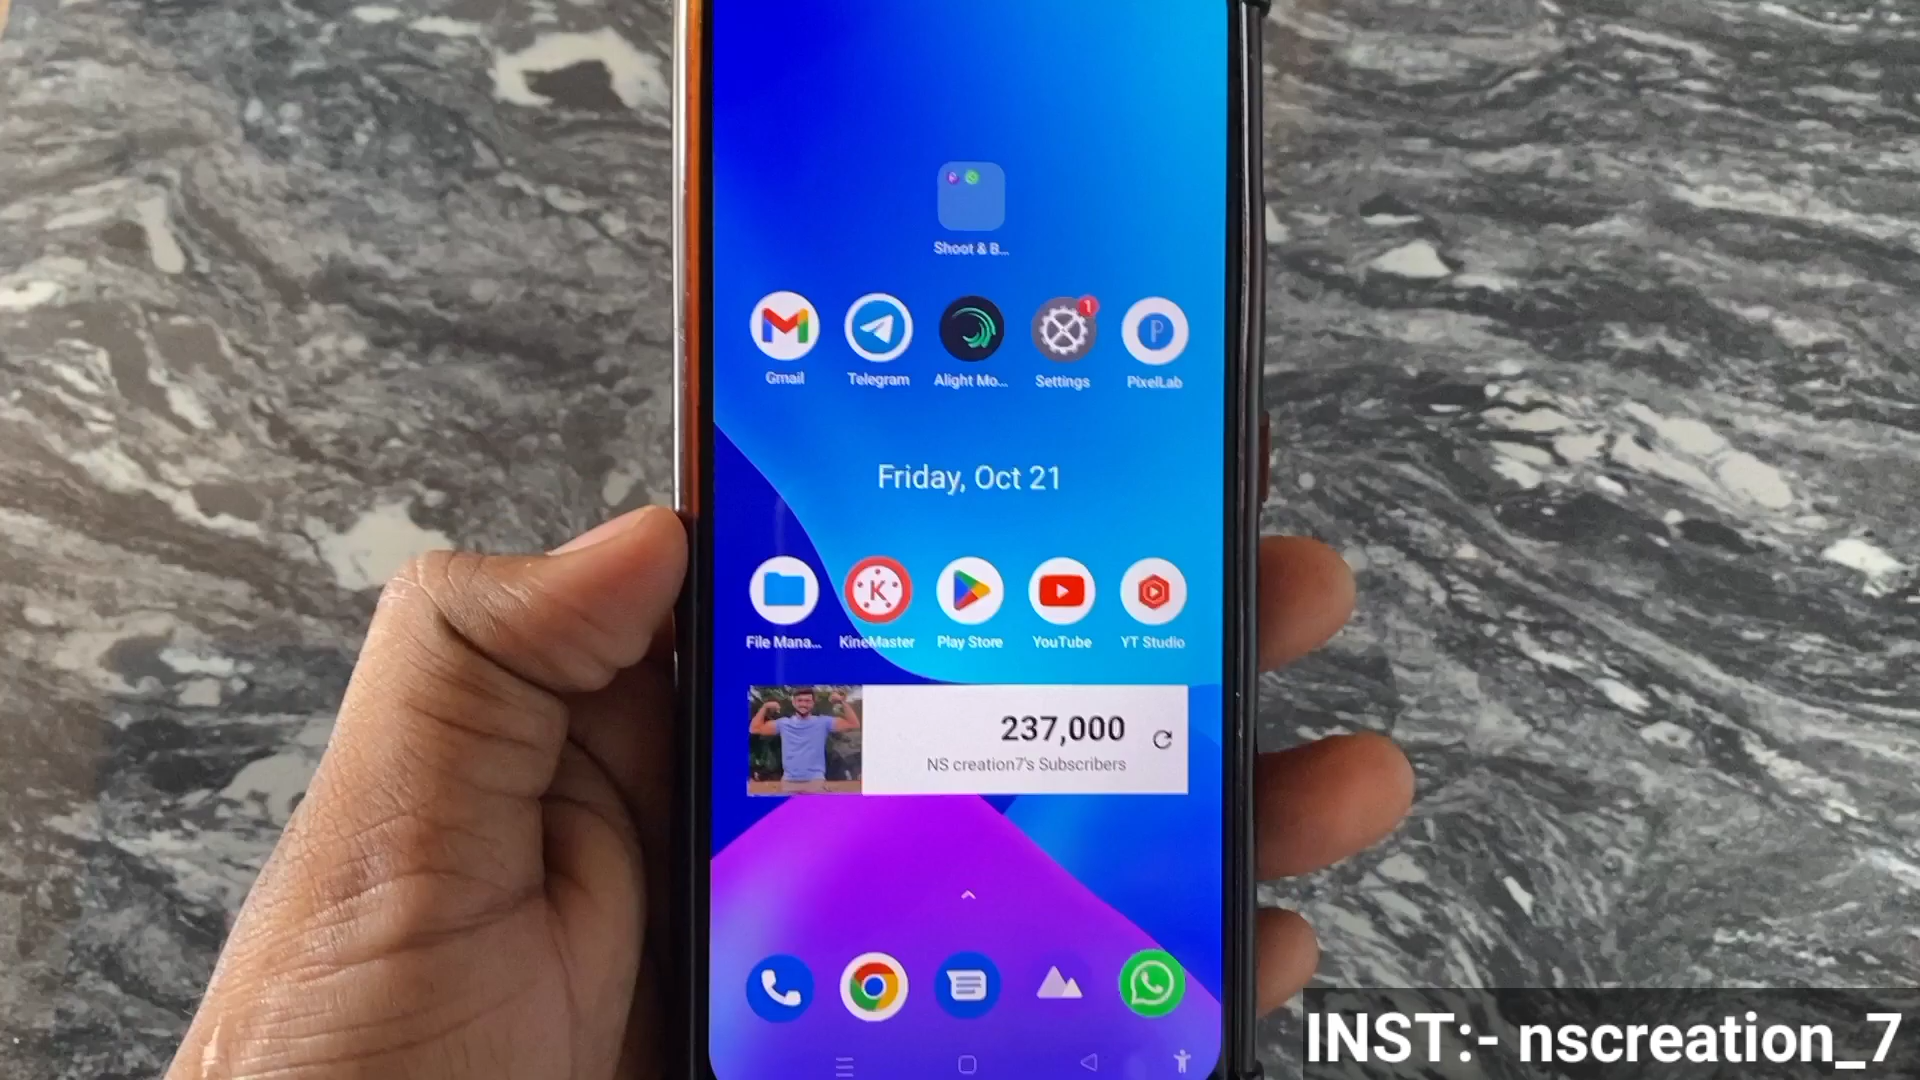 Shoot & B...
1
Gmail
Telegram
Alight Mo...
Settings
P
PixelLab
Friday, Oct 21
K
File Mana...
KineMaster
Play Store
YouTube
YT Studio
237,000
NS creation7's Subscribers
INST:- nscreation_7